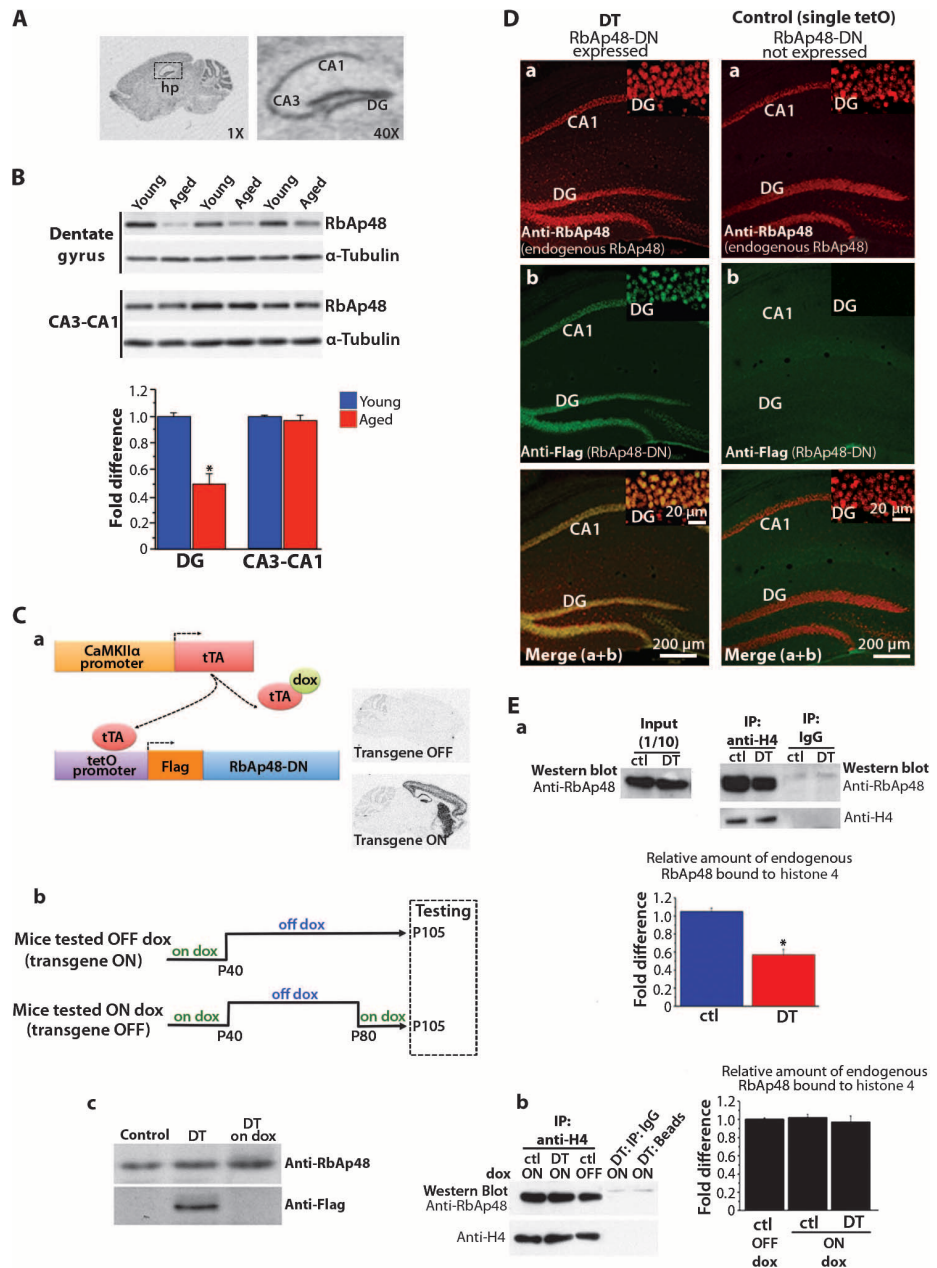 A
hp
1X
CA1
CA3
DG
40X
B
Young
Aged
Young
Aged
Young
Aged
Dentate
gyrus
RbAp48
α-Tubulin
CA3-CA1
RbAp48
α-Tubulin
Fold difference
1.2
1.0
0.8
0.6
0.4
0.2
0
*
Young
Aged
DG
CA3-CA1
C
a
CaMKIIα
promoter
tTA
dox
tTA
tTA
tetO
promoter
Flag
RbAp48-DN
Transgene OFF
Transgene ON
b
Testing
Mice tested OFF dox
(transgene ON)
on dox
P40
off dox
P105
Mice tested ON dox
(transgene OFF)
on dox
P40
off dox
P80
on dox
P105
c
Control
DT
DT
on dox
Anti-RbAp48
Anti-Flag
D
DT
RbAp48-DN
expressed
Control (single tetO)
RbAp48-DN
not expressed
a
DG
CA1
DG
Anti-RbAp48
(endogenous RbAp48)
a
DG
CA1
DG
Anti-RbAp48
(endogenous RbAp48)
b
DG
CA1
DG
Anti-Flag (RbAp48-DN)
b
DG
CA1
DG
Anti-Flag (RbAp48-DN)
20 µm
DG
CA1
DG
200 µm
Merge (a+b)
20 µm
DG
CA1
DG
200 µm
Merge (a+b)
E
a
Input
(1/10)
ctl DT
Western blot
Anti-RbAp48
IP:
anti-H4
ctl DT
IP:
IgG
ctl DT
Western blot
Anti-RbAp48
Anti-H4
Relative amount of endogenous
RbAp48 bound to histone 4
Fold difference
1.2
1.0
0.8
0.6
0.4
0.2
0
*
ctl
DT
b
IP:
anti-H4
DT: IP: IgG
DT: Beads
ctl DT ctl
dox ON ON OFF ON ON
Western Blot
Anti-RbAp48
Anti-H4
Relative amount of endogenous
RbAp48 bound to histone 4
Fold difference
1.2
1.0
0.8
0.6
0.4
0.2
0
ctl ctl DT
OFF ON
dox dox